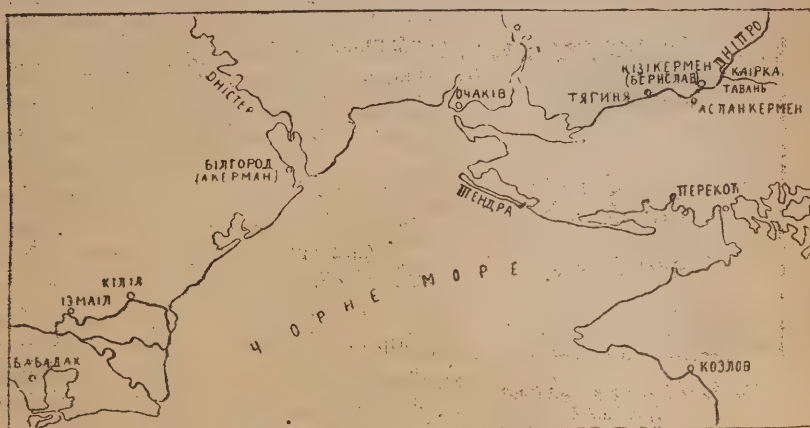 ДНІСТЕР
ДНІПРО
ОЧАКІВ
КІЗІКЕРМЕН
(БЕРИСЛАВ)
КАІРКА
ТАВАНЬ
ТЯГИНЯ
АСЛАНКЕРМЕН
БІЛГОРОД
(АКЕРМАН)
ТЕНДРА
ПЕРЕКОП
КІЛІЯ
ІЗМАІЛ
ЧОРНЕ МОРЕ
БАБАДАХ
КОЗЛОВ